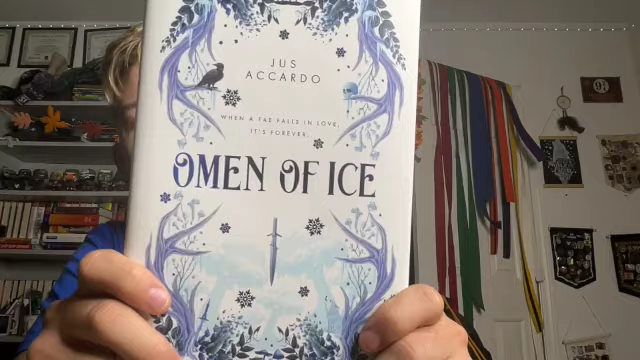 JUS
ACCARDO
WHEN A FAE FALLS IN LOVE,
IT'S FOREVER.
OMEN OF ICE